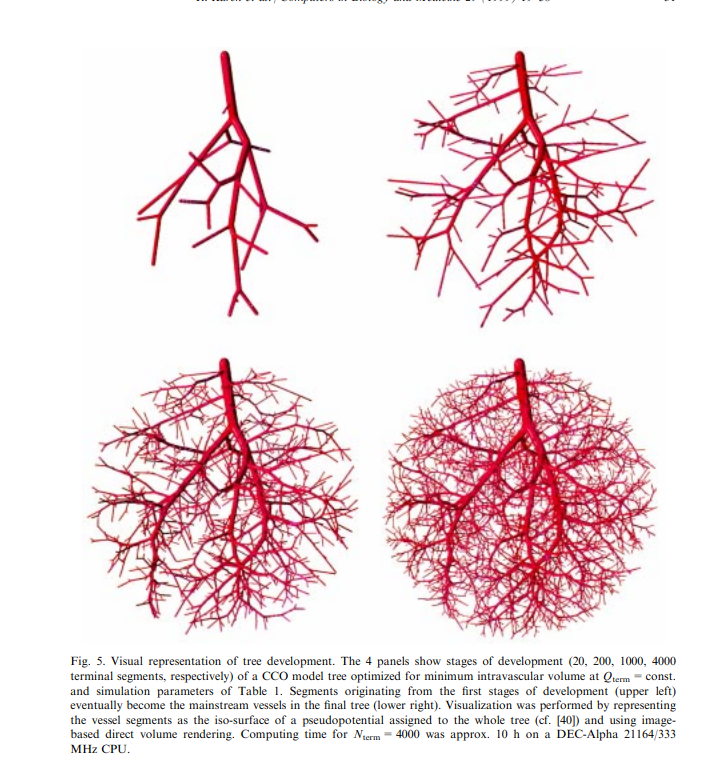 Fig. 5. Visual representation of tree development. The 4 panels show stages of development (20, 200, 1000, 4000
terminal segments, respectively) of a CCO model tree optimized for minimum intravascular volume at Qterm = const.
and simulation parameters of Table 1. Segments originating from the first stages of development (upper left)
eventually become the mainstream vessels in the final tree (lower right). Visualization was performed by representing
the vessel segments as the iso-surface of a pseudopotential assigned to the whole tree (cf. [40]) and using image-
based direct volume rendering. Computing time for Nterm = 4000 was approx. 10 h on a DEC-Alpha 21164/333
MHz CPU.